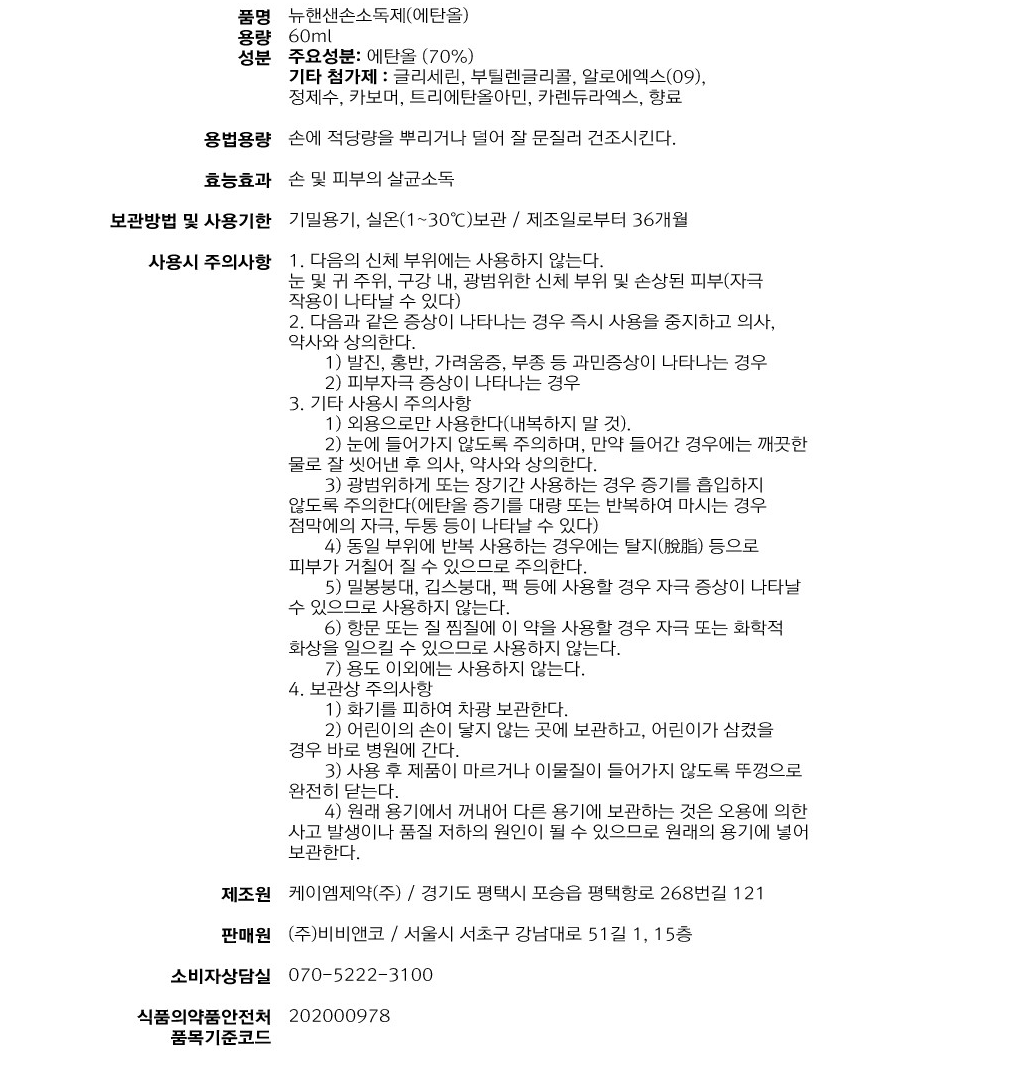 품명 뉴핸샌손소독제(에탄올)
용량 60ml
성분 주요성분: 에탄올 (70%)
기타 첨가제 : 글리세린, 부틸렌글리콜, 알로에엑스(09),
정제수, 카보머, 트리에탄올아민, 카렌듀라엑스, 향료
용법용량 손에 적당량을 뿌리거나 덜어 잘 문질러 건조시킨다.
효능효과 손 및 피부의 살균소독
보관방법 및 사용기한 기밀용기, 실온(1~30℃)보관 / 제조일로부터 36개월
사용시 주의사항 1. 다음의 신체 부위에는 사용하지 않는다.
눈 및 귀 주위, 구강 내, 광범위한 신체 부위 및 손상된 피부(자극
작용이 나타날 수 있다)
2. 다음과 같은 증상이 나타나는 경우 즉시 사용을 중지하고 의사,
약사와 상의한다.
1) 발진, 홍반, 가려움증, 부종 등 과민증상이 나타나는 경우
2) 피부자극 증상이 나타나는 경우
3. 기타 사용시 주의사항
1) 외용으로만 사용한다(내복하지 말 것).
2) 눈에 들어가지 않도록 주의하며, 만약 들어간 경우에는 깨끗한
물로 잘 씻어낸 후 의사, 약사와 상의한다.
3) 광범위하게 또는 장기간 사용하는 경우 증기를 흡입하지
않도록 주의한다(에탄올 증기를 대량 또는 반복하여 마시는 경우
점막에의 자극, 두통 등이 나타날 수 있다)
4) 동일 부위에 반복 사용하는 경우에는 탈지(脫脂) 등으로
피부가 거칠어 질 수 있으므로 주의한다.
5) 밀봉붕대, 깁스붕대, 팩 등에 사용할 경우 자극 증상이 나타날
수 있으므로 사용하지 않는다.
6) 항문 또는 질 찜질에 이 약을 사용할 경우 자극 또는 화학적
화상을 일으킬 수 있으므로 사용하지 않는다.
7) 용도 이외에는 사용하지 않는다.
4. 보관상 주의사항
1) 화기를 피하여 차광 보관한다.
2) 어린이의 손이 닿지 않는 곳에 보관하고, 어린이가 삼켰을
경우 바로 병원에 간다.
3) 사용 후 제품이 마르거나 이물질이 들어가지 않도록 뚜껑으로
완전히 닫는다.
4) 원래 용기에서 꺼내어 다른 용기에 보관하는 것은 오용에 의한
사고 발생이나 품질 저하의 원인이 될 수 있으므로 원래의 용기에 넣어
보관한다.
제조원 케이엠제약(주) / 경기도 평택시 포승읍 평택항로 268번길 121
판매원 (주)비비앤코 / 서울시 서초구 강남대로 51길 1, 15층
소비자상담실 070-5222-3100
식품의약품안전처 202000978
품목기준코드